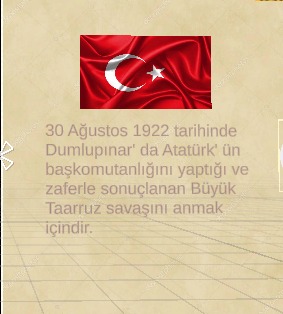 30 Ağustos 1922 tarihinde
Dumlupınar' da Atatürk' ün
başkomutanlığını yaptığı ve
zaferle sonuçlanan Büyük
Taarruz savaşını anmak
içindir.